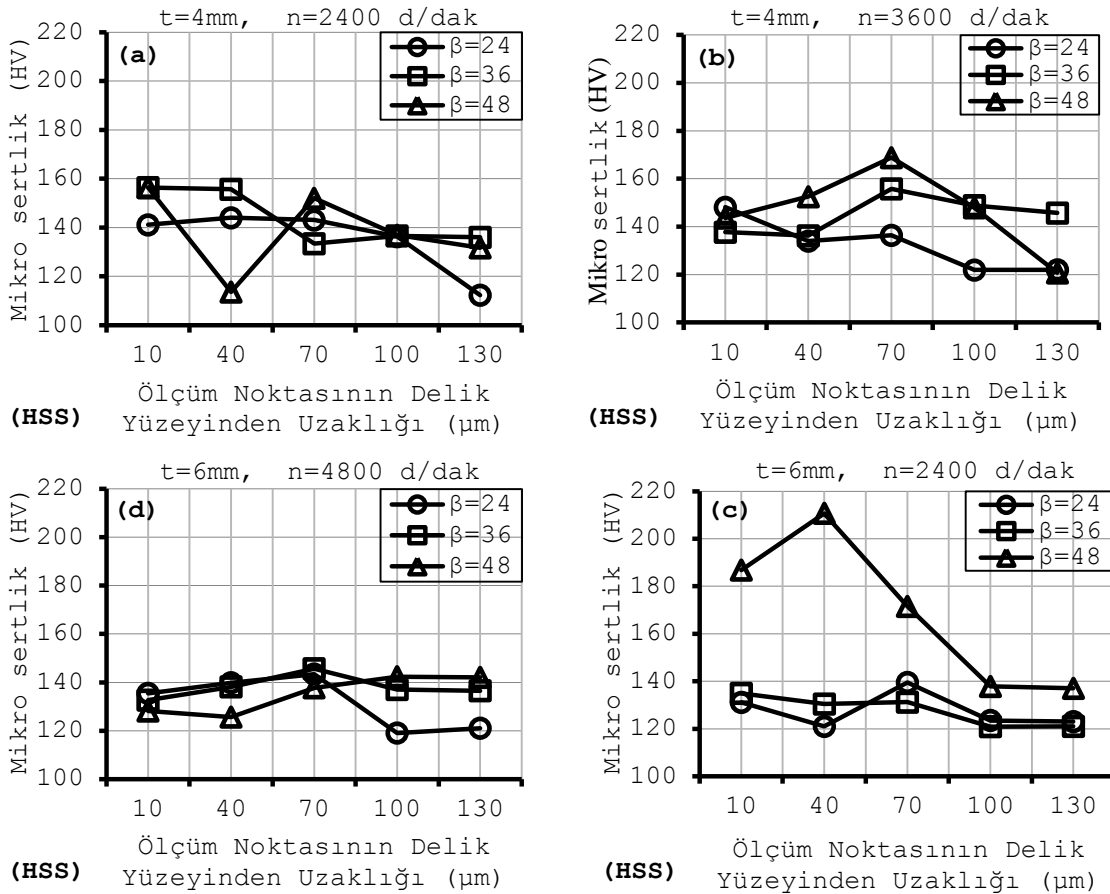 t=4mm, n=2400 d/dak
(a)
β=24
β=36
β=48
Mikro sertlik (HV)
220
200
180
160
140
120
100
10 40 70 100 130
Ölçüm Noktasının Delik
(HSS) Yüzeyinden Uzaklığı (µm)
t=4mm, n=3600 d/dak
(b)
β=24
β=36
β=48
Mikro sertlik (HV)
220
200
180
160
140
120
100
10 40 70 100 130
Ölçüm Noktasının Delik
(HSS) Yüzeyinden Uzaklığı (µm)
t=6mm, n=4800 d/dak
(d)
β=24
β=36
β=48
Mikro sertlik (HV)
220
200
180
160
140
120
100
10 40 70 100 130
Ölçüm Noktasının Delik
(HSS) Yüzeyinden Uzaklığı (µm)
t=6mm, n=2400 d/dak
(c)
β=24
β=36
β=48
Mikro sertlik (HV)
220
200
180
160
140
120
100
10 40 70 100 130
Ölçüm Noktasının Delik
(HSS) Yüzeyinden Uzaklığı (µm)